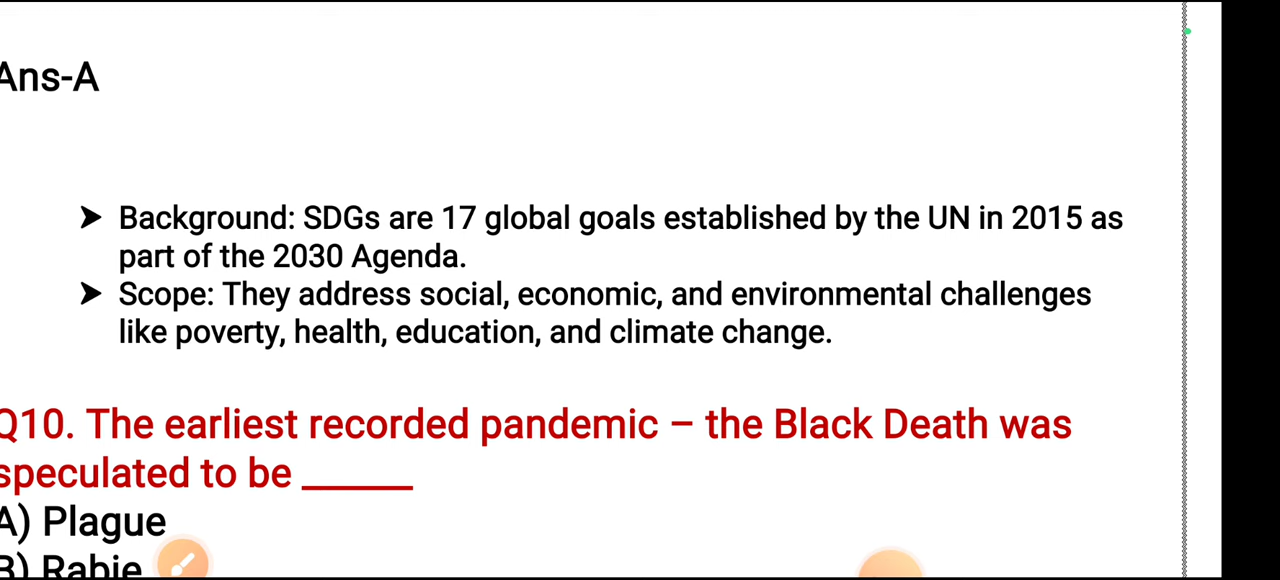 Ans-A
➤ Background: SDGs are 17 global goals established by the UN in 2015 as
part of the 2030 Agenda.
➤ Scope: They address social, economic, and environmental challenges
like poverty, health, education, and climate change.
Q10. The earliest recorded pandemic – the Black Death was
speculated to be ______
A) Plague
B) Rabie